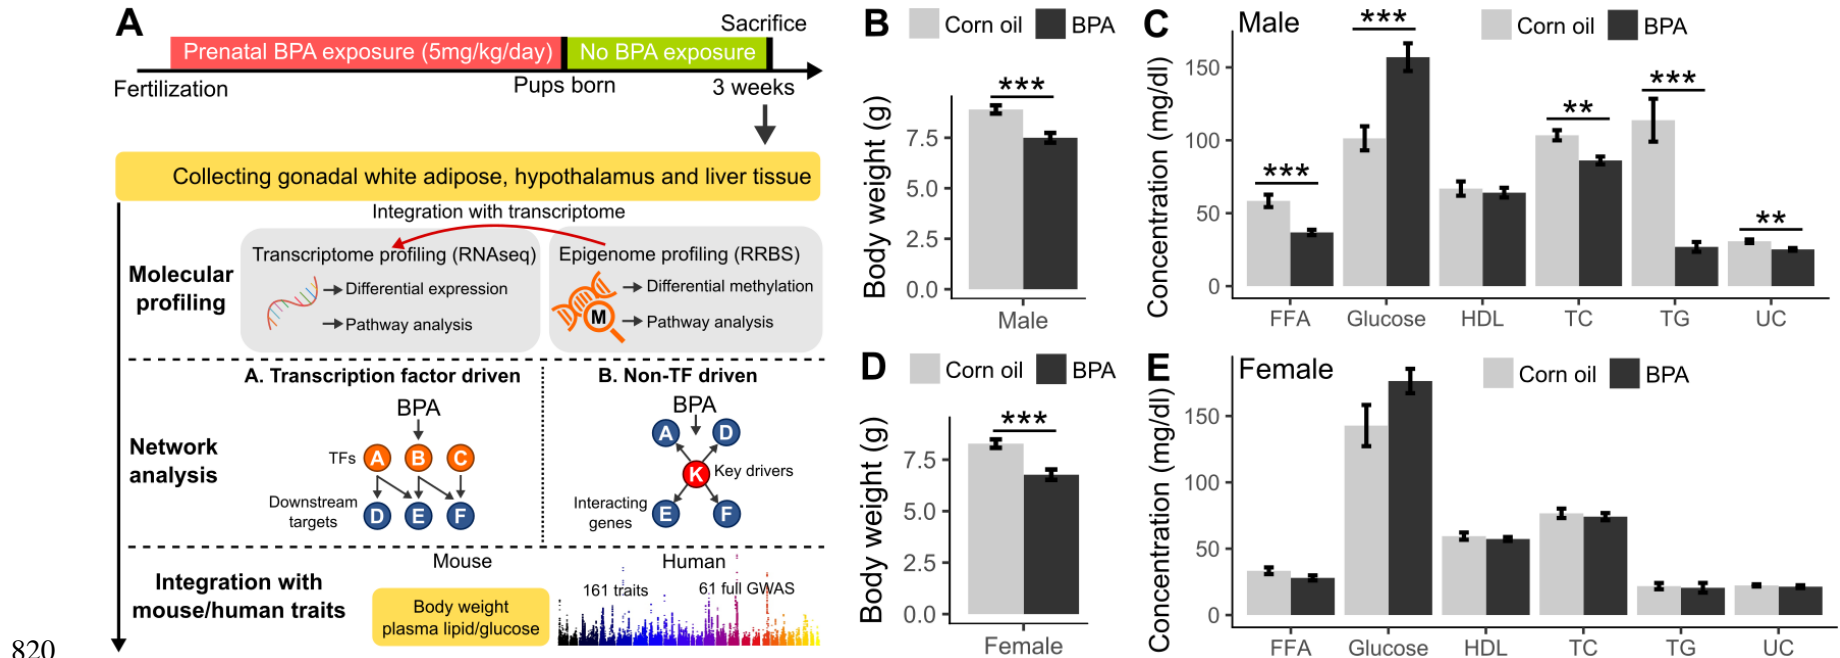 A
Sacrifice
Prenatal BPA exposure (5mg/kg/day)
No BPA exposure
Fertilization
Pups born
3 weeks
Collecting gonadal white adipose, hypothalamus and liver tissue
Integration with transcriptome
Molecular
profiling
Transcriptome profiling (RNAseq)
Differential expression
Pathway analysis
Epigenome profiling (RRBS)
M
Differential methylation
Pathway analysis
Network
analysis
A. Transcription factor driven
BPA
TFs
A B C
Downstream
targets
D E F
B. Non-TF driven
BPA
A D
K
Key drivers
Interacting
genes
E F
Integration with
mouse/human traits
Mouse
Body weight
plasma lipid/glucose
Human
161 traits
61 full GWAS
B
Corn oil
BPA
***
Body weight (g)
7.5
5.0
2.5
0.0
Male
C
Male
Corn oil
BPA
***
***
**
***
**
Concentration (mg/dl)
150
100
50
0
FFA Glucose HDL TC TG UC
D
Corn oil
BPA
***
Body weight (g)
7.5
5.0
2.5
0.0
Female
E
Female
Corn oil
BPA
Concentration (mg/dl)
150
100
50
0
FFA Glucose HDL TC TG UC
820